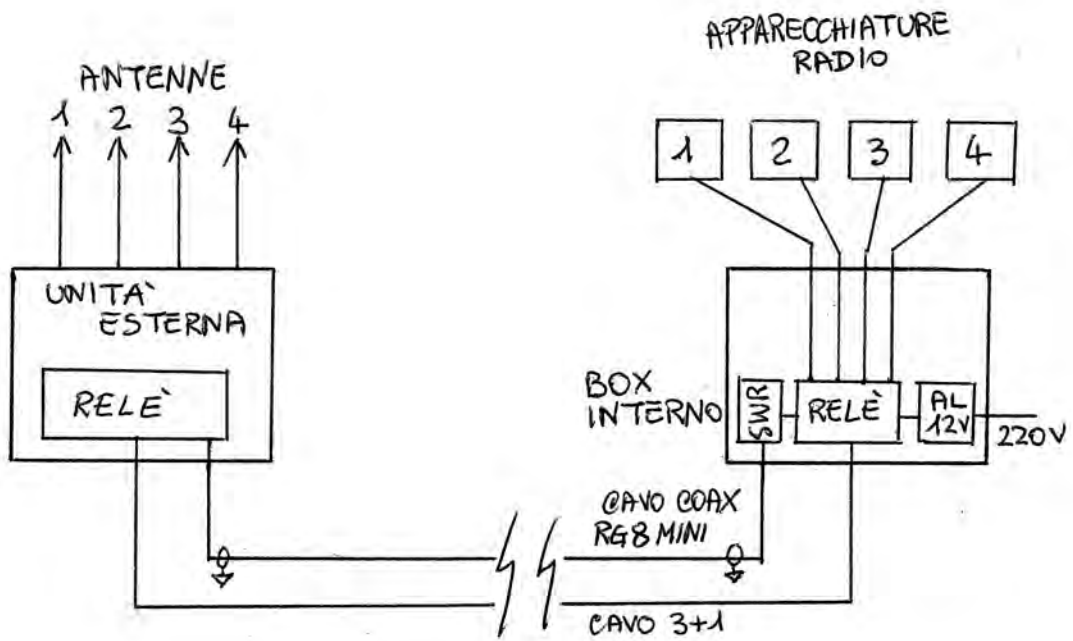 APPARECCHIATURE
RADIO
ANTENNE
1 2 3 4
1 2 3 4
UNITA`
ESTERNA
RELE`
BOX
INTERNO
SWR
RELE`
AL
12V
220V
CAVO COAX
RG8 MINI
CAVO 3+1